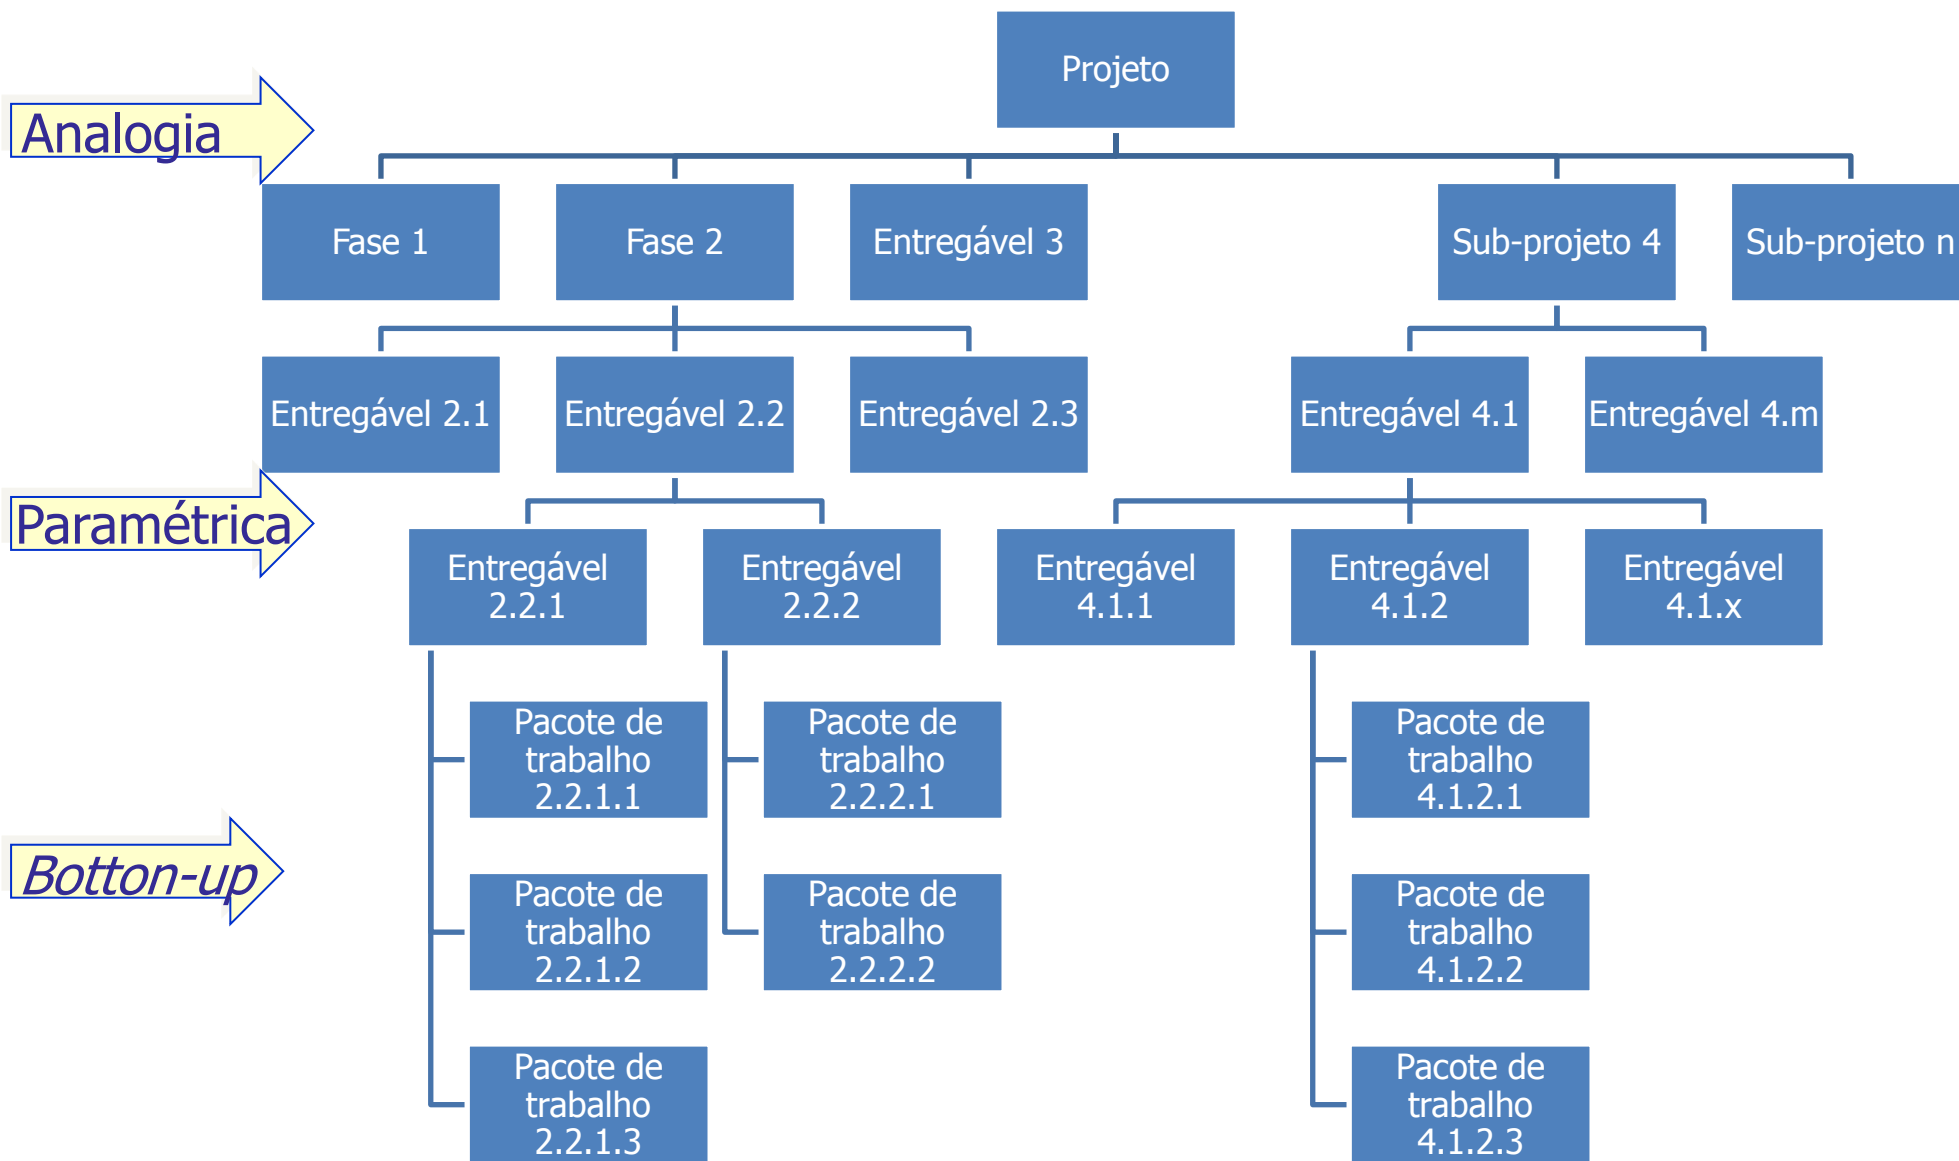 Projeto
Analogia
Fase 1
Fase 2
Entregável 3
Sub-projeto 4
Sub-projeto n
Entregável 2.1
Entregável 2.2
Entregável 2.3
Entregável 4.1
Entregável 4.m
Paramétrica
Entregável
2.2.1
Entregável
2.2.2
Entregável
4.1.1
Entregável
4.1.2
Entregável
4.1.x
Pacote de
trabalho
2.2.1.1
Pacote de
trabalho
2.2.2.1
Pacote de
trabalho
4.1.2.1
Botton-up
Pacote de
trabalho
2.2.1.2
Pacote de
trabalho
2.2.2.2
Pacote de
trabalho
4.1.2.2
Pacote de
trabalho
2.2.1.3
Pacote de
trabalho
4.1.2.3